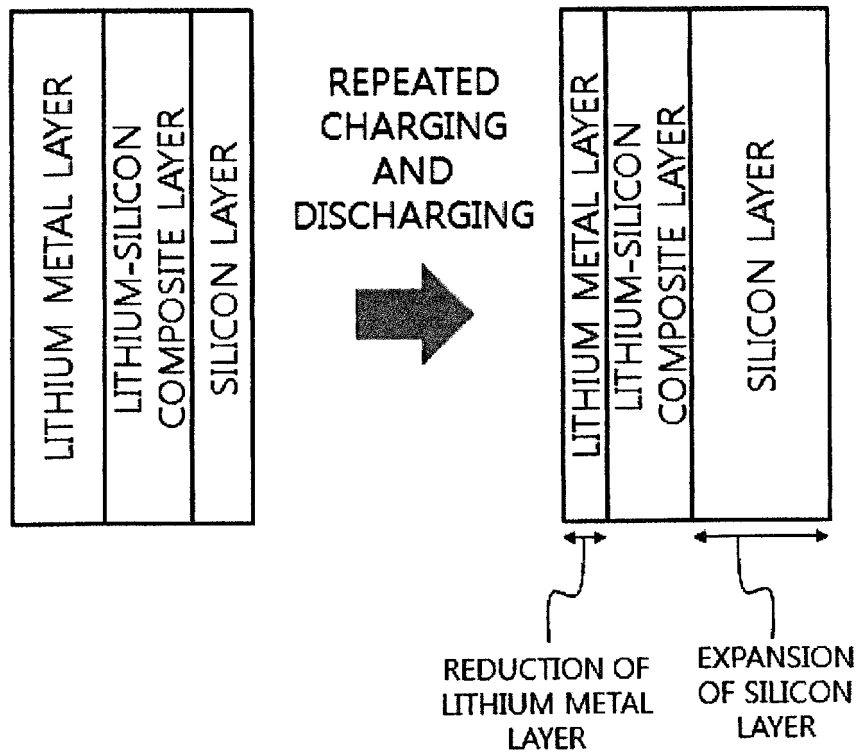 LITHIUM METAL LAYER
LITHIUM-SILICON
COMPOSITE LAYER
SILICON LAYER
REPEATED
CHARGING
AND
DISCHARGING
LITHIUM METAL LAYER
LITHIUM-SILICON
COMPOSITE LAYER
SILICON LAYER
REDUCTION OF
LITHIUM METAL
LAYER
EXPANSION
OF SILICON
LAYER